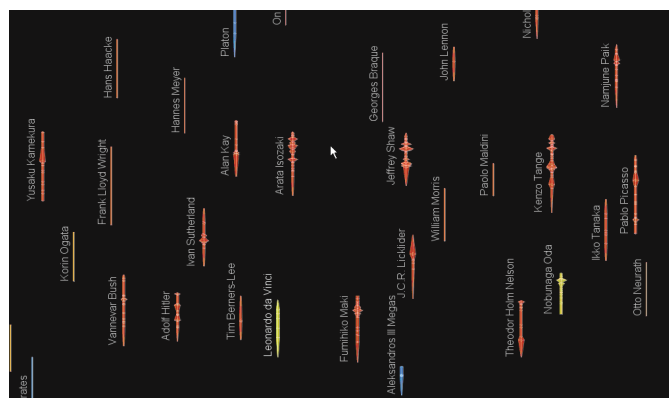 Platon
On
Nichol
Hans Haacke
Georges Braque
John Lennon
Namjune Paik
Hannes Meyer
Yusaku Kamekura
Frank Lloyd Wright
Alan Kay
Arata Isozaki
Jeffrey Shaw
Paolo Maldini
Kenzo Tange
Pablo Picasso
Korin Ogata
Ivan Sutherland
William Morris
Ikko Tanaka
Vannevar Bush
Adolf Hitler
Tim Berners-Lee
Leonardo da Vinci
Fumihiko Maki
J.C.R. Licklider
Theodor Holm Nelson
Nobunaga Oda
Otto Neurath
Aleksandros III Megas
rates